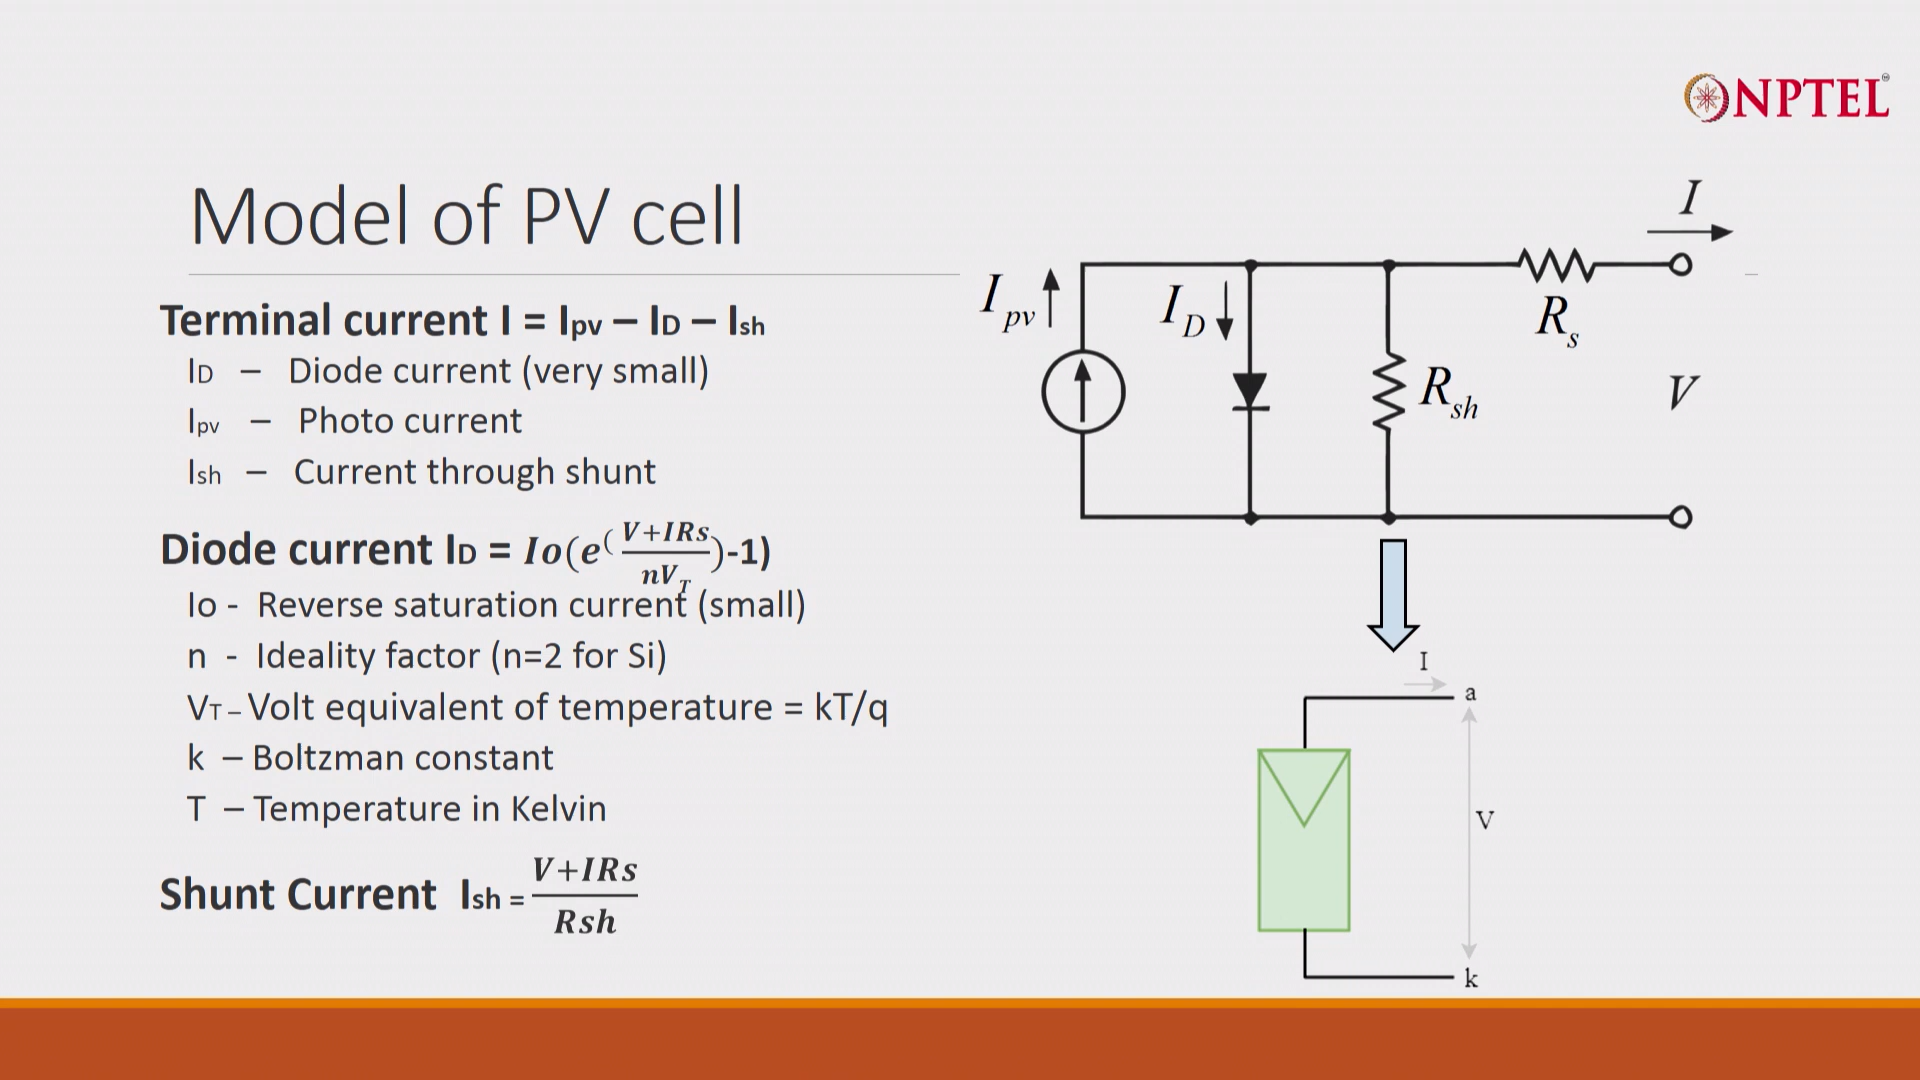 NPTEL
Model of PV cell
Terminal current I = Ipv – ID – Ish
ID – Diode current (very small)
Ipv – Photo current
Ish – Current through shunt
Diode current ID = Io(e^(V+IRs/nVT)-1)
Io - Reverse saturation current (small)
n - Ideality factor (n=2 for Si)
VT – Volt equivalent of temperature = kT/q
k – Boltzman constant
T – Temperature in Kelvin
Shunt Current Ish = V+IRs/Rsh
I
Ipv
ID
Rs
Rsh
V
I
a
V
k